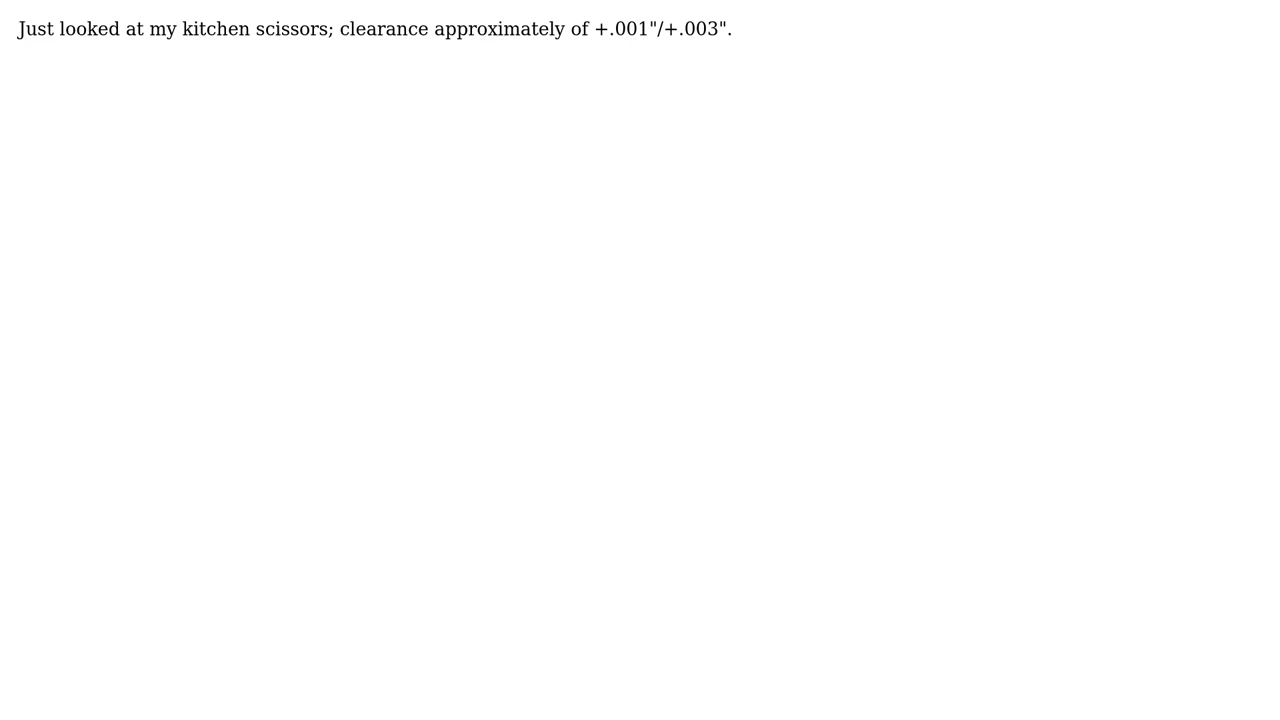 Just looked at my kitchen scissors; clearance approximately of +.001"/+.003".